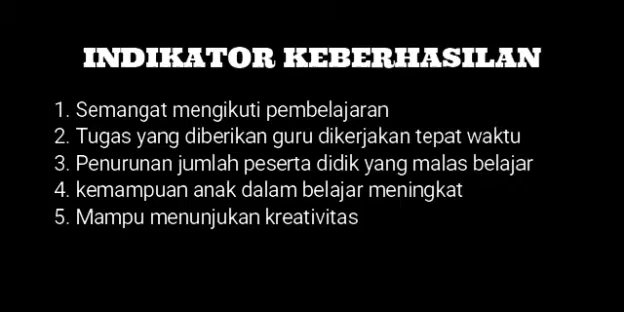 INDIKATOR KEBERHASILAN
1. Semangat mengikuti pembelajaran
2. Tugas yang diberikan guru dikerjakan tepat waktu
3. Penurunan jumlah peserta didik yang malas belajar
4. kemampuan anak dalam belajar meningkat
5. Mampu menunjukan kreativitas